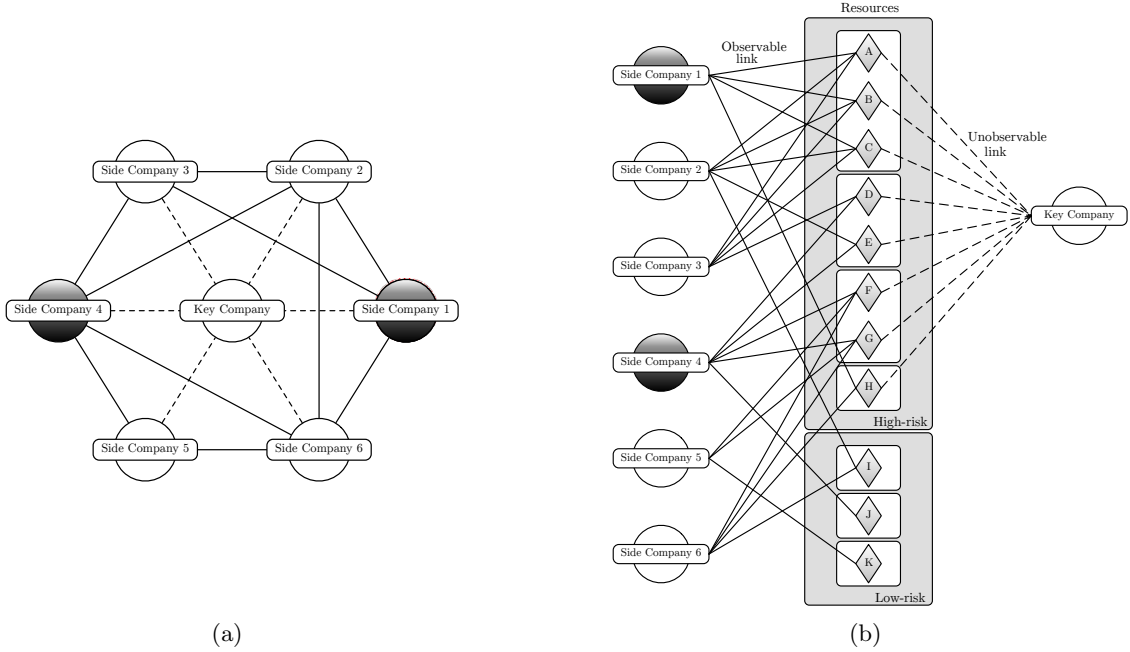 Side Company 3
Side Company 2
Side Company 4
Key Company
Side Company 1
Side Company 5
Side Company 6
(a)
Resources
Observable
link
Side Company 1
Side Company 2
Side Company 3
Side Company 4
Side Company 5
Side Company 6
A
B
C
D
E
F
G
H
High-risk
I
J
K
Low-risk
Unobservable
link
Key Company
(b)